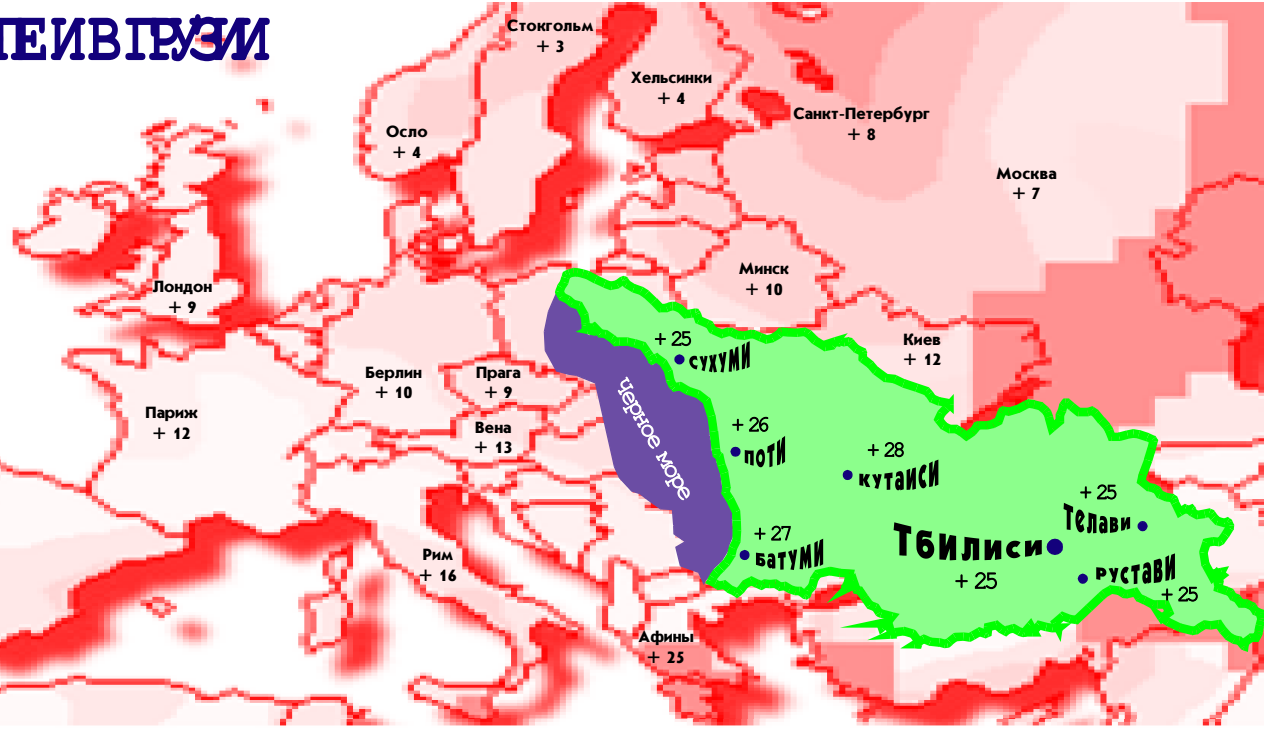 Стокгольм
+ 3
Хельсинки
+ 4
Санкт-Петербург
+ 8
Осло
+ 4
Москва
+ 7
Минск
+ 10
Лондон
+ 9
+ 25
сухуми
Киев
+ 12
Берлин
+ 10
Прага
+ 9
Черное море
Париж
+ 12
Вена
+ 13
+ 26
поти
+ 28
кутаиси
+ 25
Телави
+ 27
батуми
Тбилиси
+ 25
Рим
+ 16
рустави
+ 25
Афины
+ 25